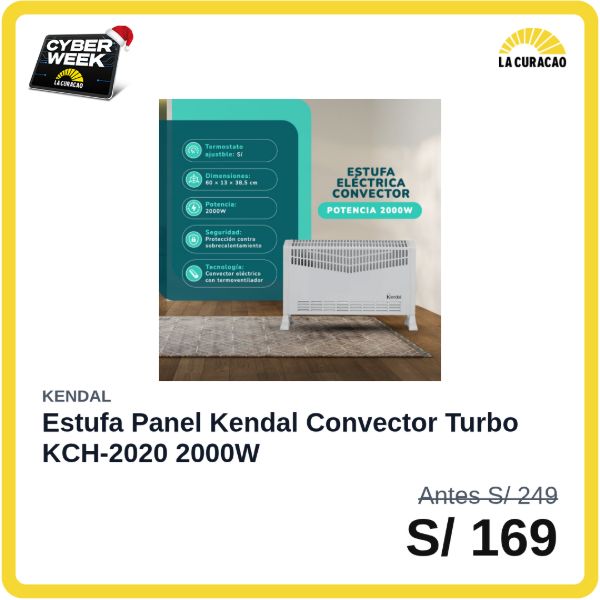 CYBER
WEEK
LA CURACAO
LA CURACAO
Termostato
ajustble: Sí
Dimensiones:
60 × 13 × 38,5 cm
Potencia:
2000W
Seguridad:
Protección contra
sobrecalentamiento
Tecnología:
Convector eléctrico
con termoventilador
ESTUFA
ELÉCTRICA
CONVECTOR
POTENCIA 2000W
Kendal
KENDAL
Estufa Panel Kendal Convector Turbo
KCH-2020 2000W
Antes S/ 249
S/ 169